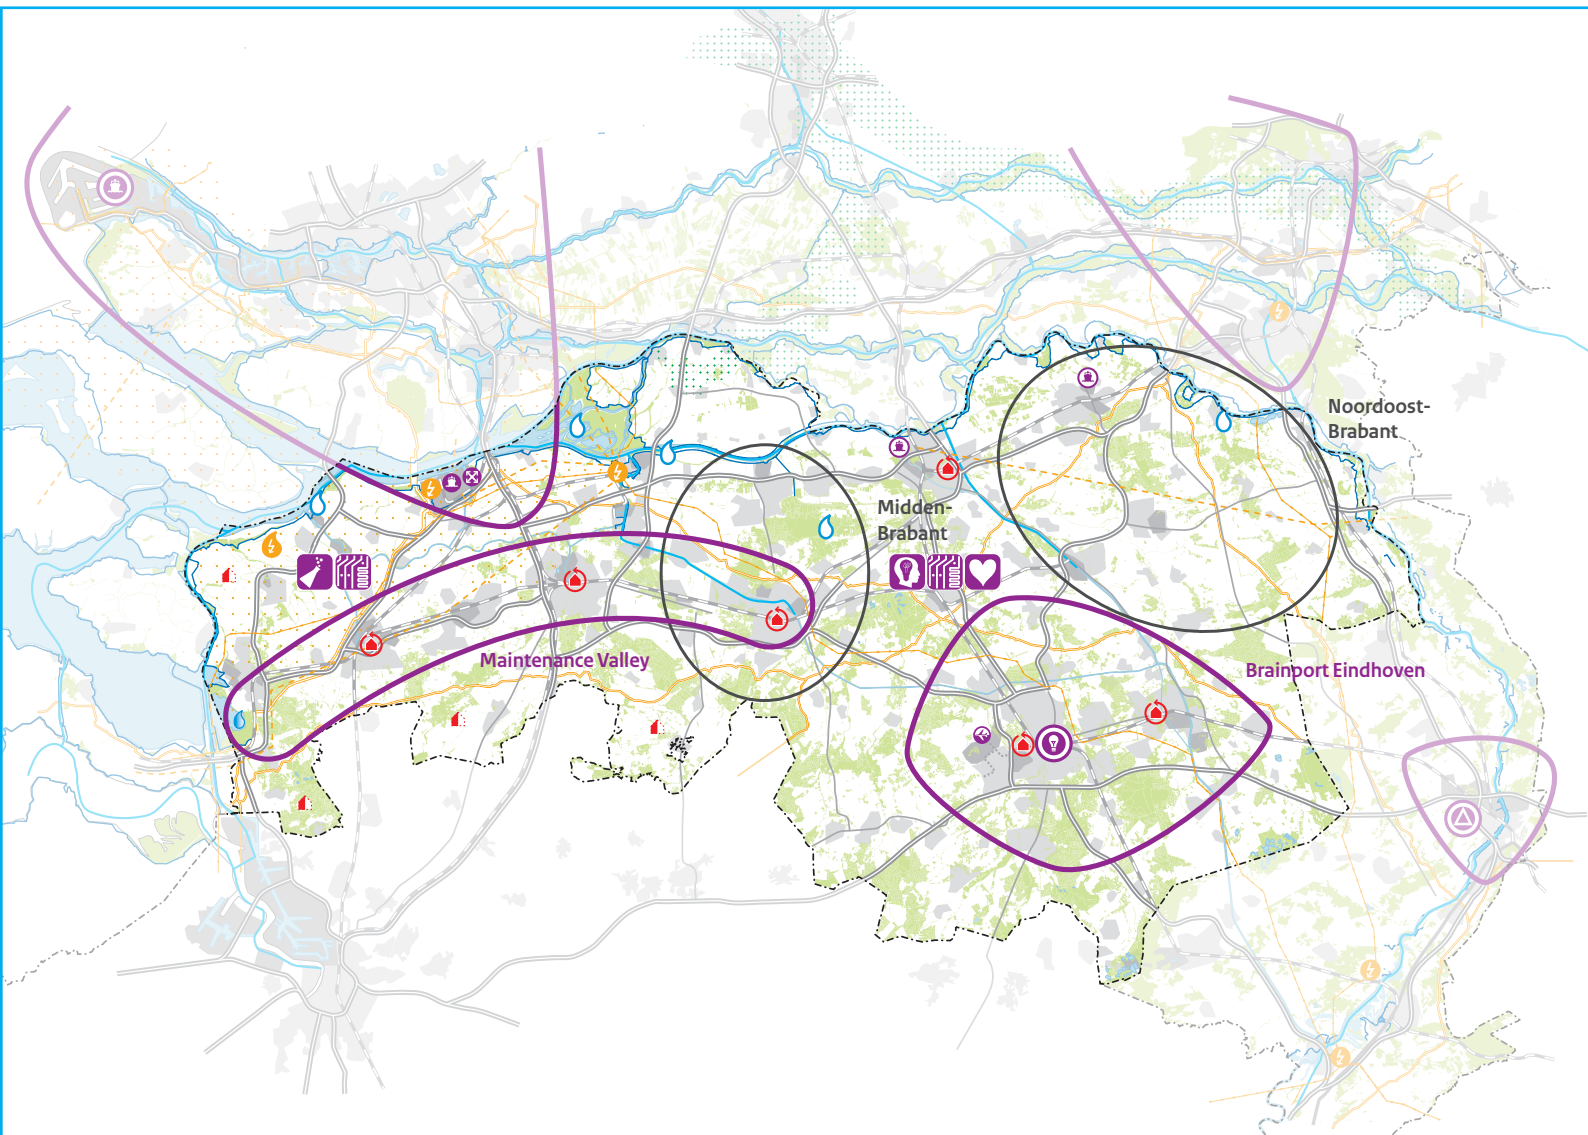 Noordoost-
Brabant
Midden-
Brabant
Maintenance Valley
Brainport Eindhoven